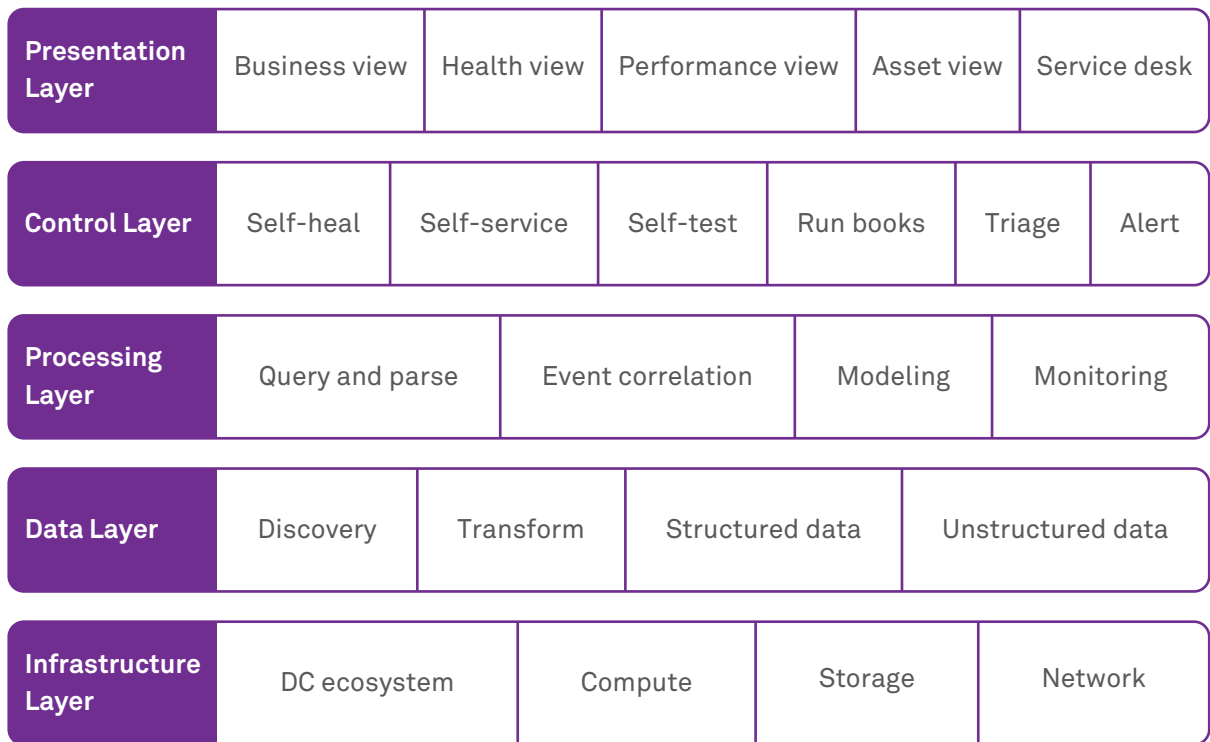 Presentation
Layer
Business view
Health view
Performance view
Asset view
Service desk
Control Layer
Self-heal
Self-service
Self-test
Run books
Triage
Alert
Processing
Layer
Query and parse
Event correlation
Modeling
Monitoring
Data Layer
Discovery
Transform
Structured data
Unstructured data
Infrastructure
Layer
DC ecosystem
Compute
Storage
Network